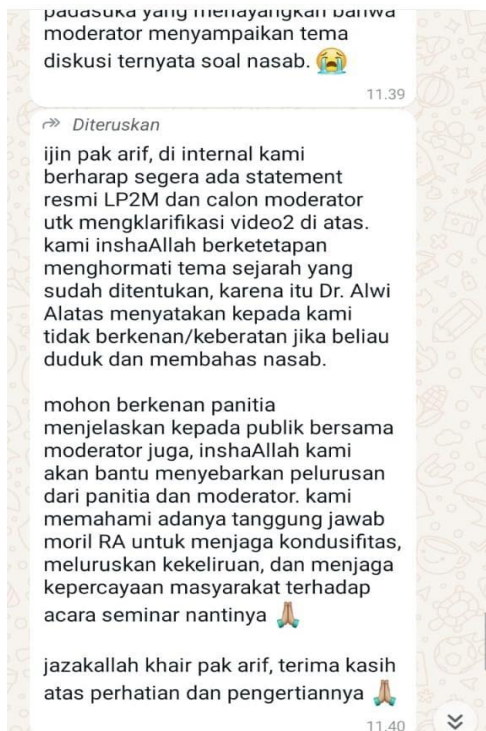 padasuka yang menayangkan bahwa
moderator menyampaikan tema
diskusi ternyata soal nasab. 😭
11.39
Diteruskan
ijin pak arif, di internal kami
berharap segera ada statement
resmi LP2M dan calon moderator
utk mengklarifikasi video2 di atas.
kami inshaAllah berketetapan
menghormati tema sejarah yang
sudah ditentukan, karena itu Dr. Alwi
Alatas menyatakan kepada kami
tidak berkenan/keberatan jika beliau
duduk dan membahas nasab.
mohon berkenan panitia
menjelaskan kepada publik bersama
moderator juga, inshaAllah kami
akan bantu menyebarkan pelurusan
dari panitia dan moderator. kami
memahami adanya tanggung jawab
moril RA untuk menjaga kondusifitas,
meluruskan kekeliruan, dan menjaga
kepercayaan masyarakat terhadap
acara seminar nantinya 🙏🏽
jazakallah khair pak arif, terima kasih
atas perhatian dan pengertiannya 🙏🏽
11.40